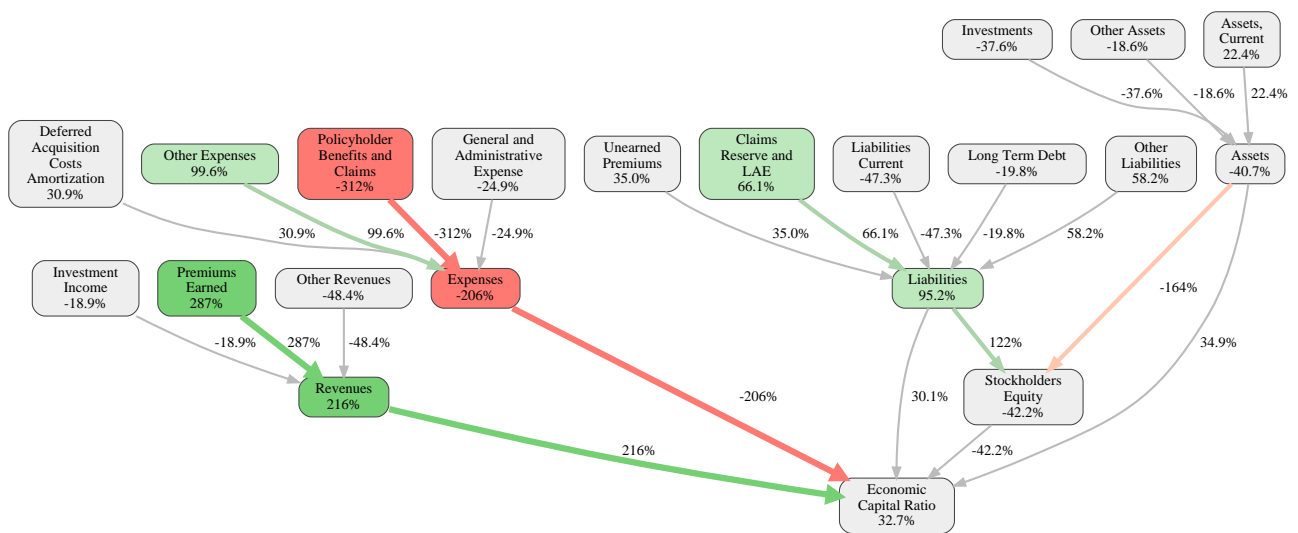 Investments
-37.6%
Other Assets
-18.6%
Assets,
Current
22.4%
-37.6%
-18.6%
22.4%
Deferred
Acquisition
Costs
Amortization
30.9%
Other Expenses
99.6%
Policyholder
Benefits and
Claims
-312%
General and
Administrative
Expense
-24.9%
Unearned
Premiums
35.0%
Claims
Reserve and
LAE
66.1%
Liabilities
Current
-47.3%
Long Term Debt
-19.8%
Other
Liabilities
58.2%
Assets
-40.7%
30.9%
99.6%
-312%
-24.9%
35.0%
66.1%
-47.3%
-19.8%
58.2%
Investment
Income
-18.9%
Premiums
Earned
287%
Other Revenues
-48.4%
Expenses
-206%
Liabilities
95.2%
-164%
-18.9%
287%
-48.4%
122%
34.9%
Revenues
216%
-206%
30.1%
Stockholders
Equity
-42.2%
216%
-42.2%
Economic
Capital Ratio
32.7%